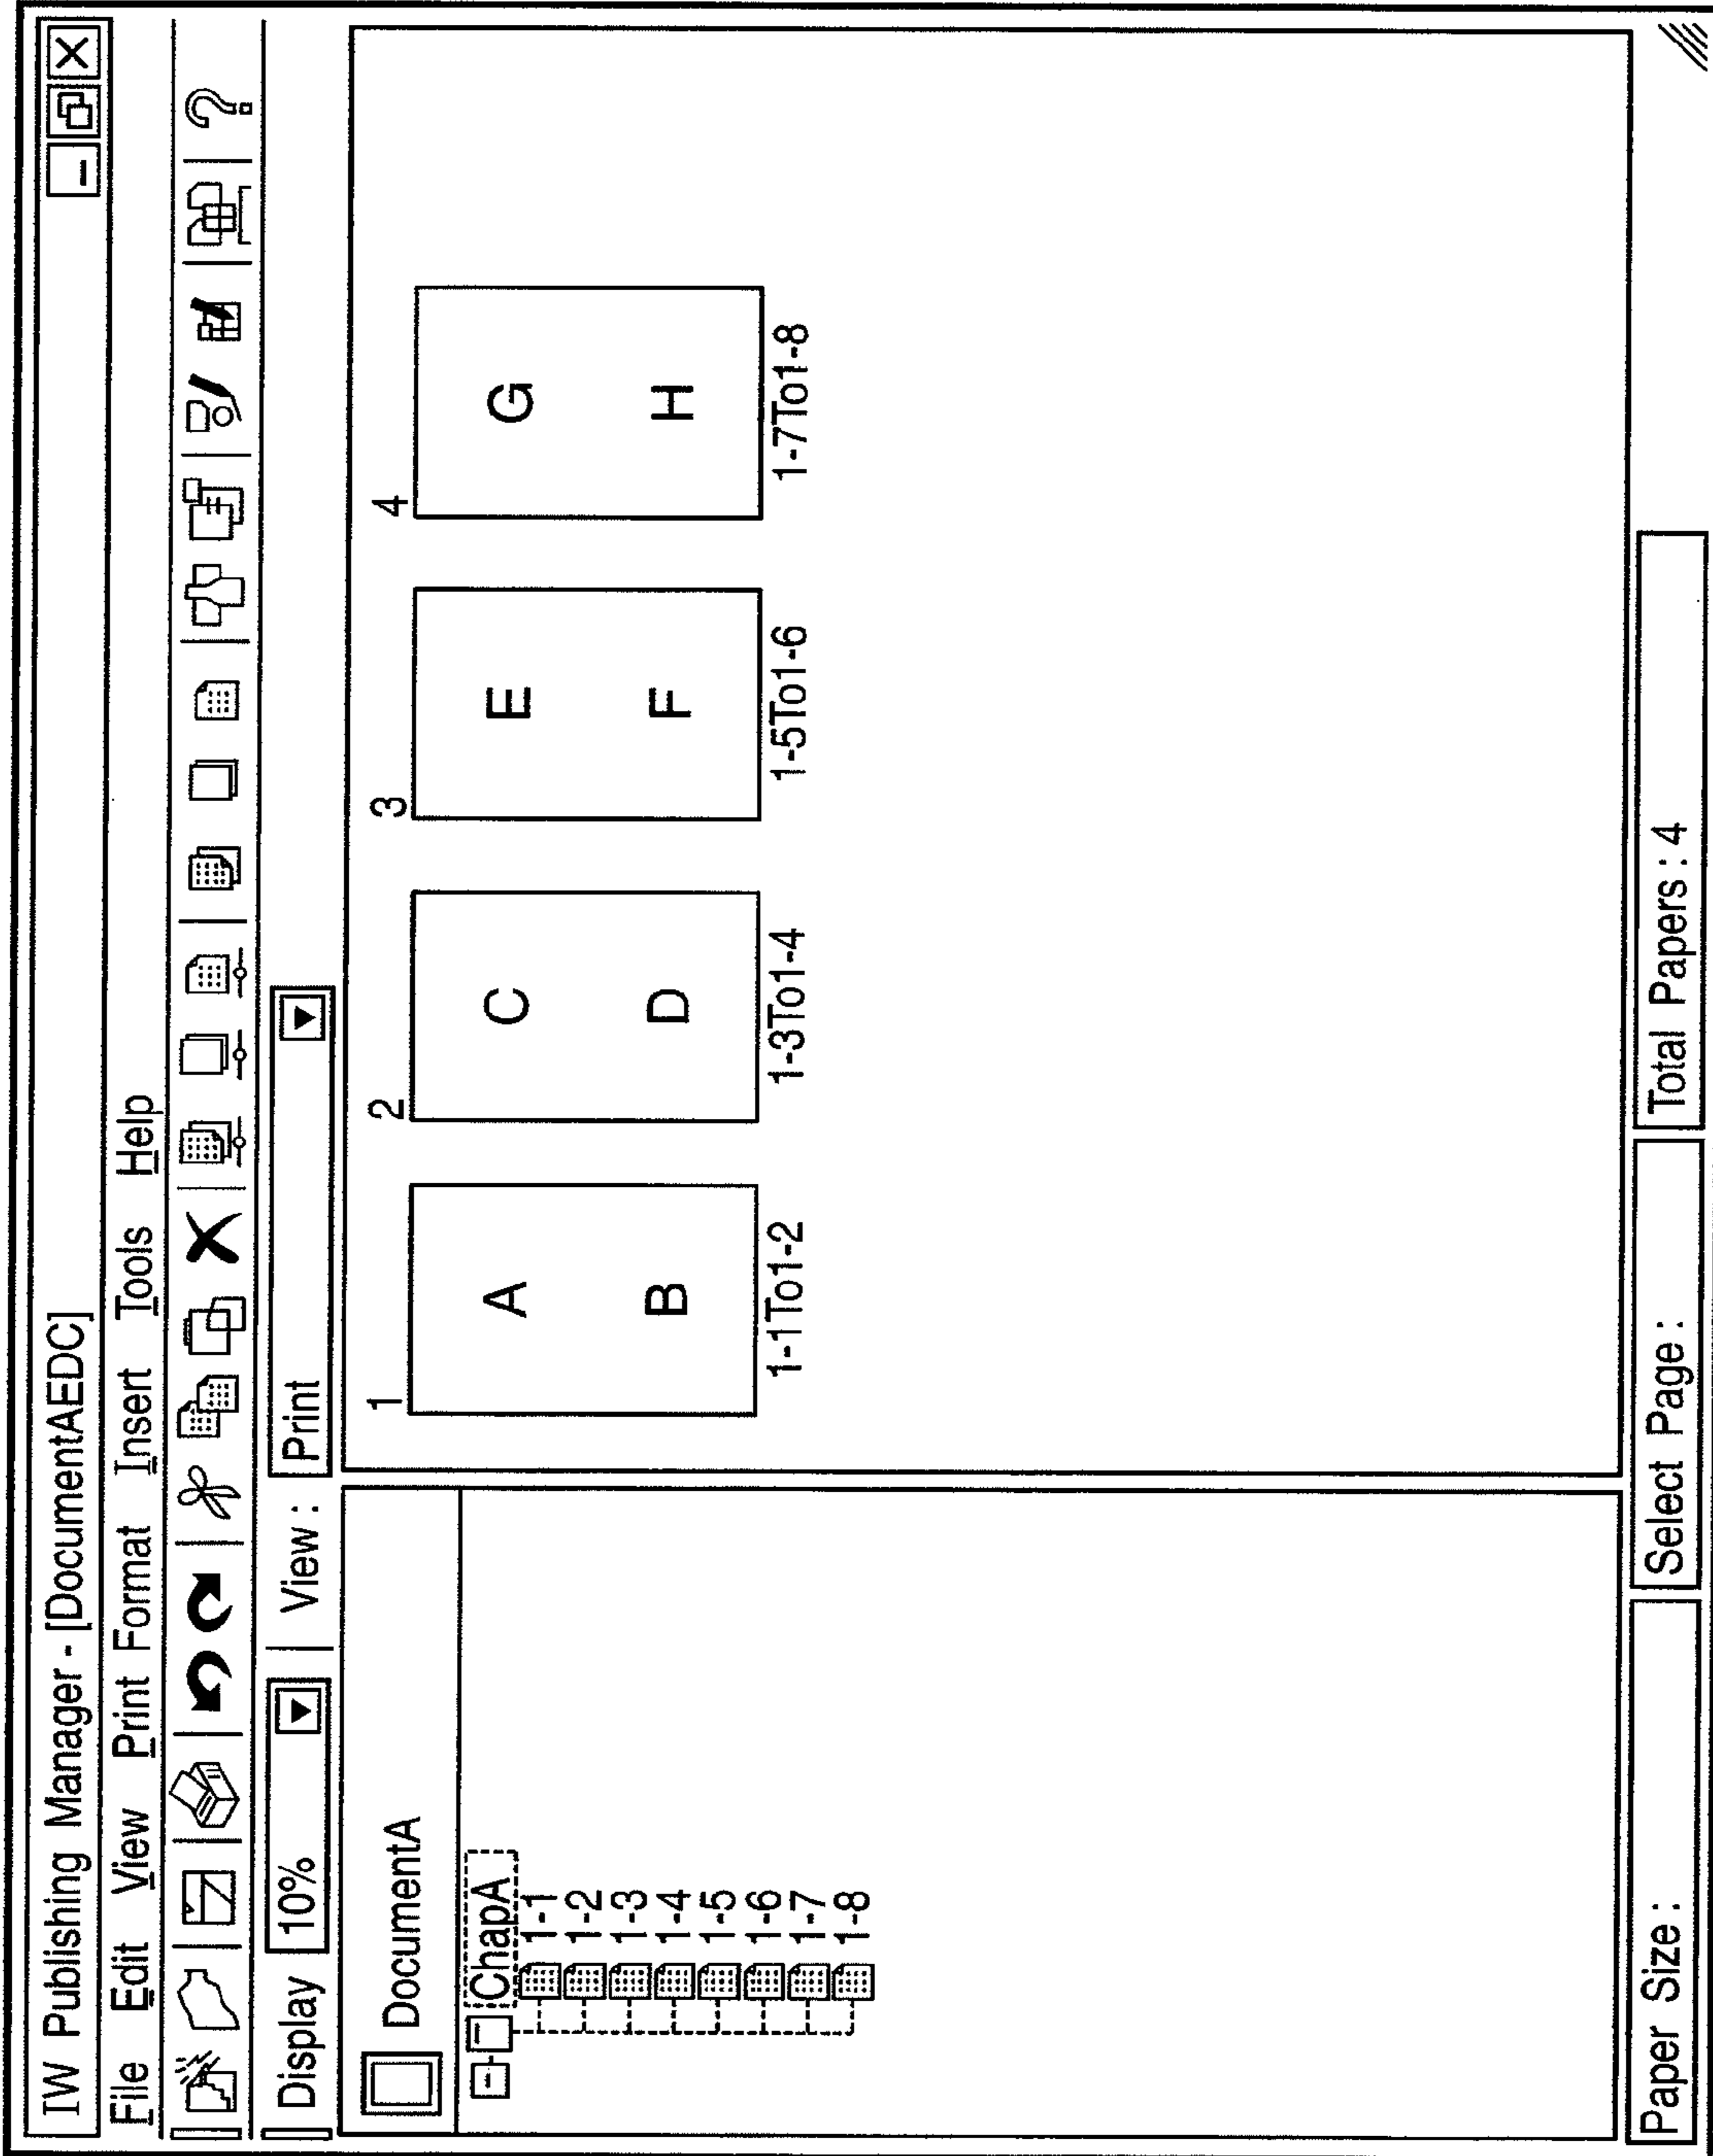 IW Publishing Manager - [DocumentAEDC]
File Edit View Print Format Insert Tools Help
Display 10% View : Print
DocumentA
ChapA
1-1
1-2
1-3
1-4
1-5
1-6
1-7
1-8
1 2 3 4
A C E G
B D F H
1-1To1-2 1-3To1-4 1-5To1-6 1-7To1-8
Paper Size : Select Page : Total Papers : 4